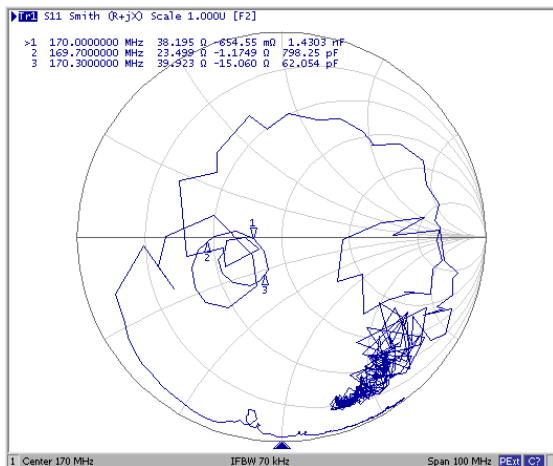 Tr1 S11 Smith (R+jX) Scale 1.000U [F2]
>1 170.0000000 MHz 38.195 Ω -654.55 mΩ 1.4303 nF
2 169.7000000 MHz 23.499 Ω -1.1749 Ω 798.25 pF
3 170.3000000 MHz 39.923 Ω -15.060 Ω 62.054 pF
1
2
3
1 Center 170 MHz IFBW 70 kHz Span 100 MHz PExt C?